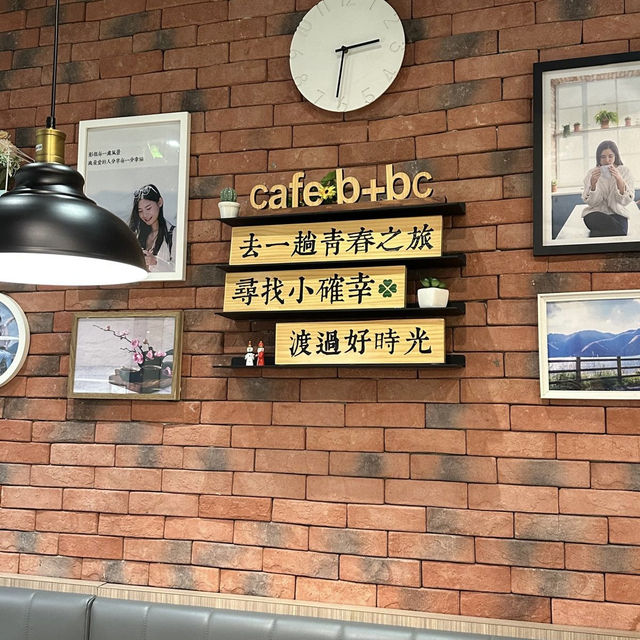 cafe b+bc
去一趟青春之旅
尋找小確幸
渡過好時光